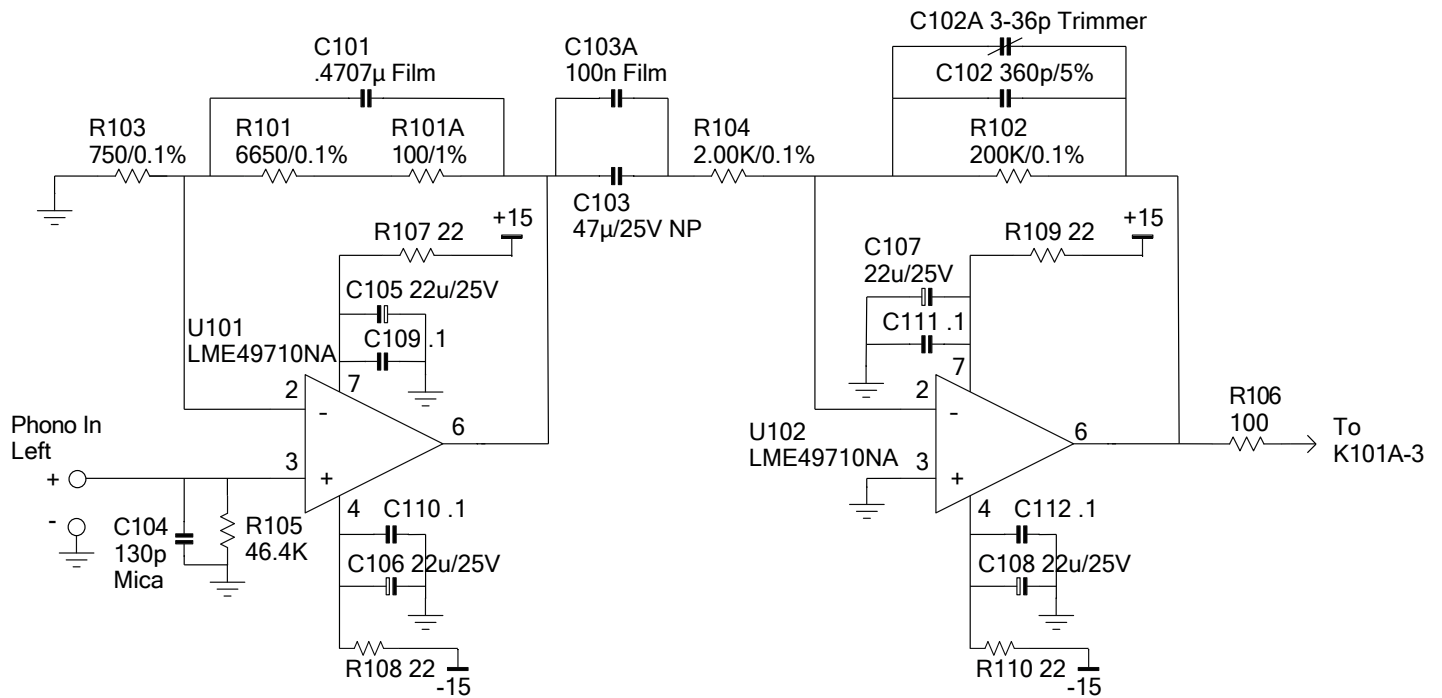 C102A 3-36p Trimmer
C101
.4707µ Film
C103A
100n Film
C102 360p/5%
R103
750/0.1%
R101
6650/0.1%
R101A
100/1%
R104
2.00K/0.1%
R102
200K/0.1%
C103
47µ/25V NP
+15
R107 22
+15
R109 22
C107
22u/25V
C105 22u/25V
C109 .1
C111 .1
U101
LME49710NA
7
7
2
-
2
-
R106
100
Phono In
Left
6
6
To
K101A-3
U102
LME49710NA
3
+
3
+
+
-
4
4
C104
130p
Mica
R105
46.4K
C110 .1
C112 .1
C106 22u/25V
C108 22u/25V
R108 22
-15
R110 22
-15